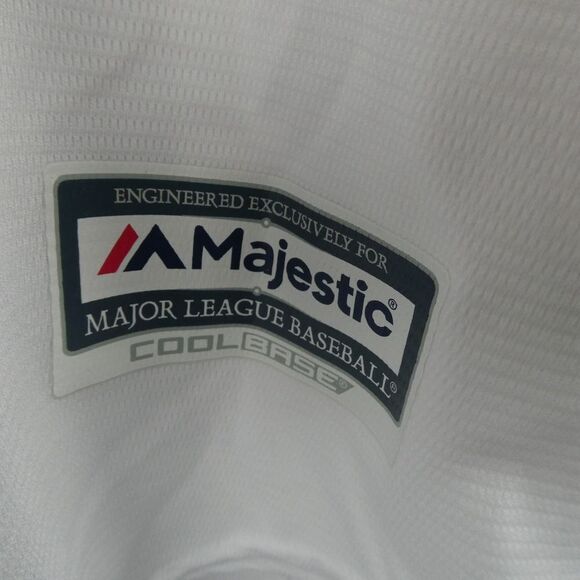 ENGINEERED EXCLUSIVELY FOR
Majestic®
MAJOR LEAGUE BASEBALL®
COOLBASE®